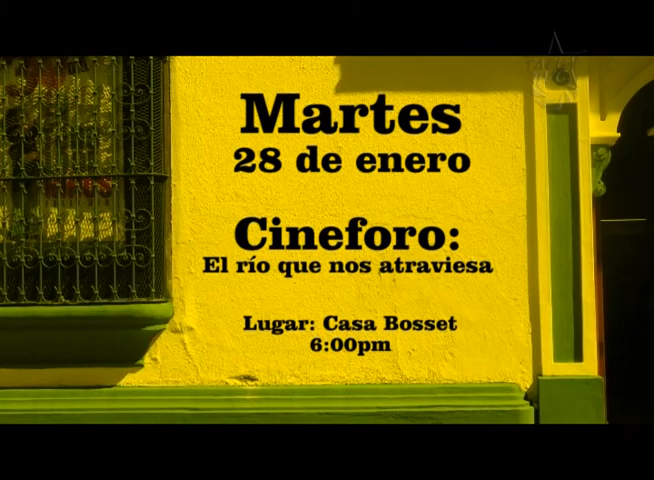 Martes
28 de enero
Cineforo:
El río que nos atraviesa
Lugar: Casa Bosset
6:00pm